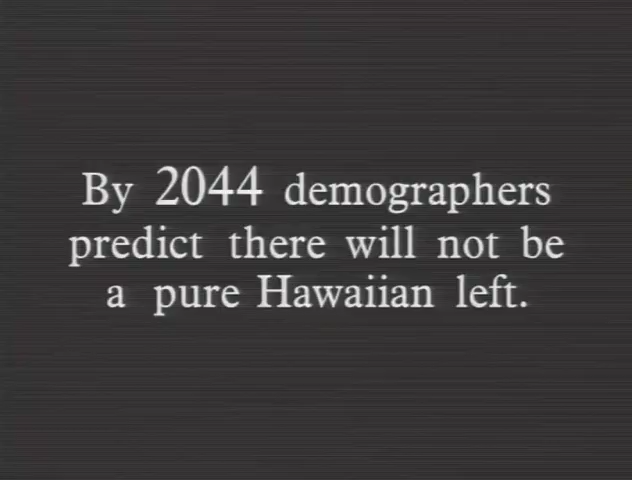 By 2044 demographers
predict there will not be
a pure Hawaiian left.